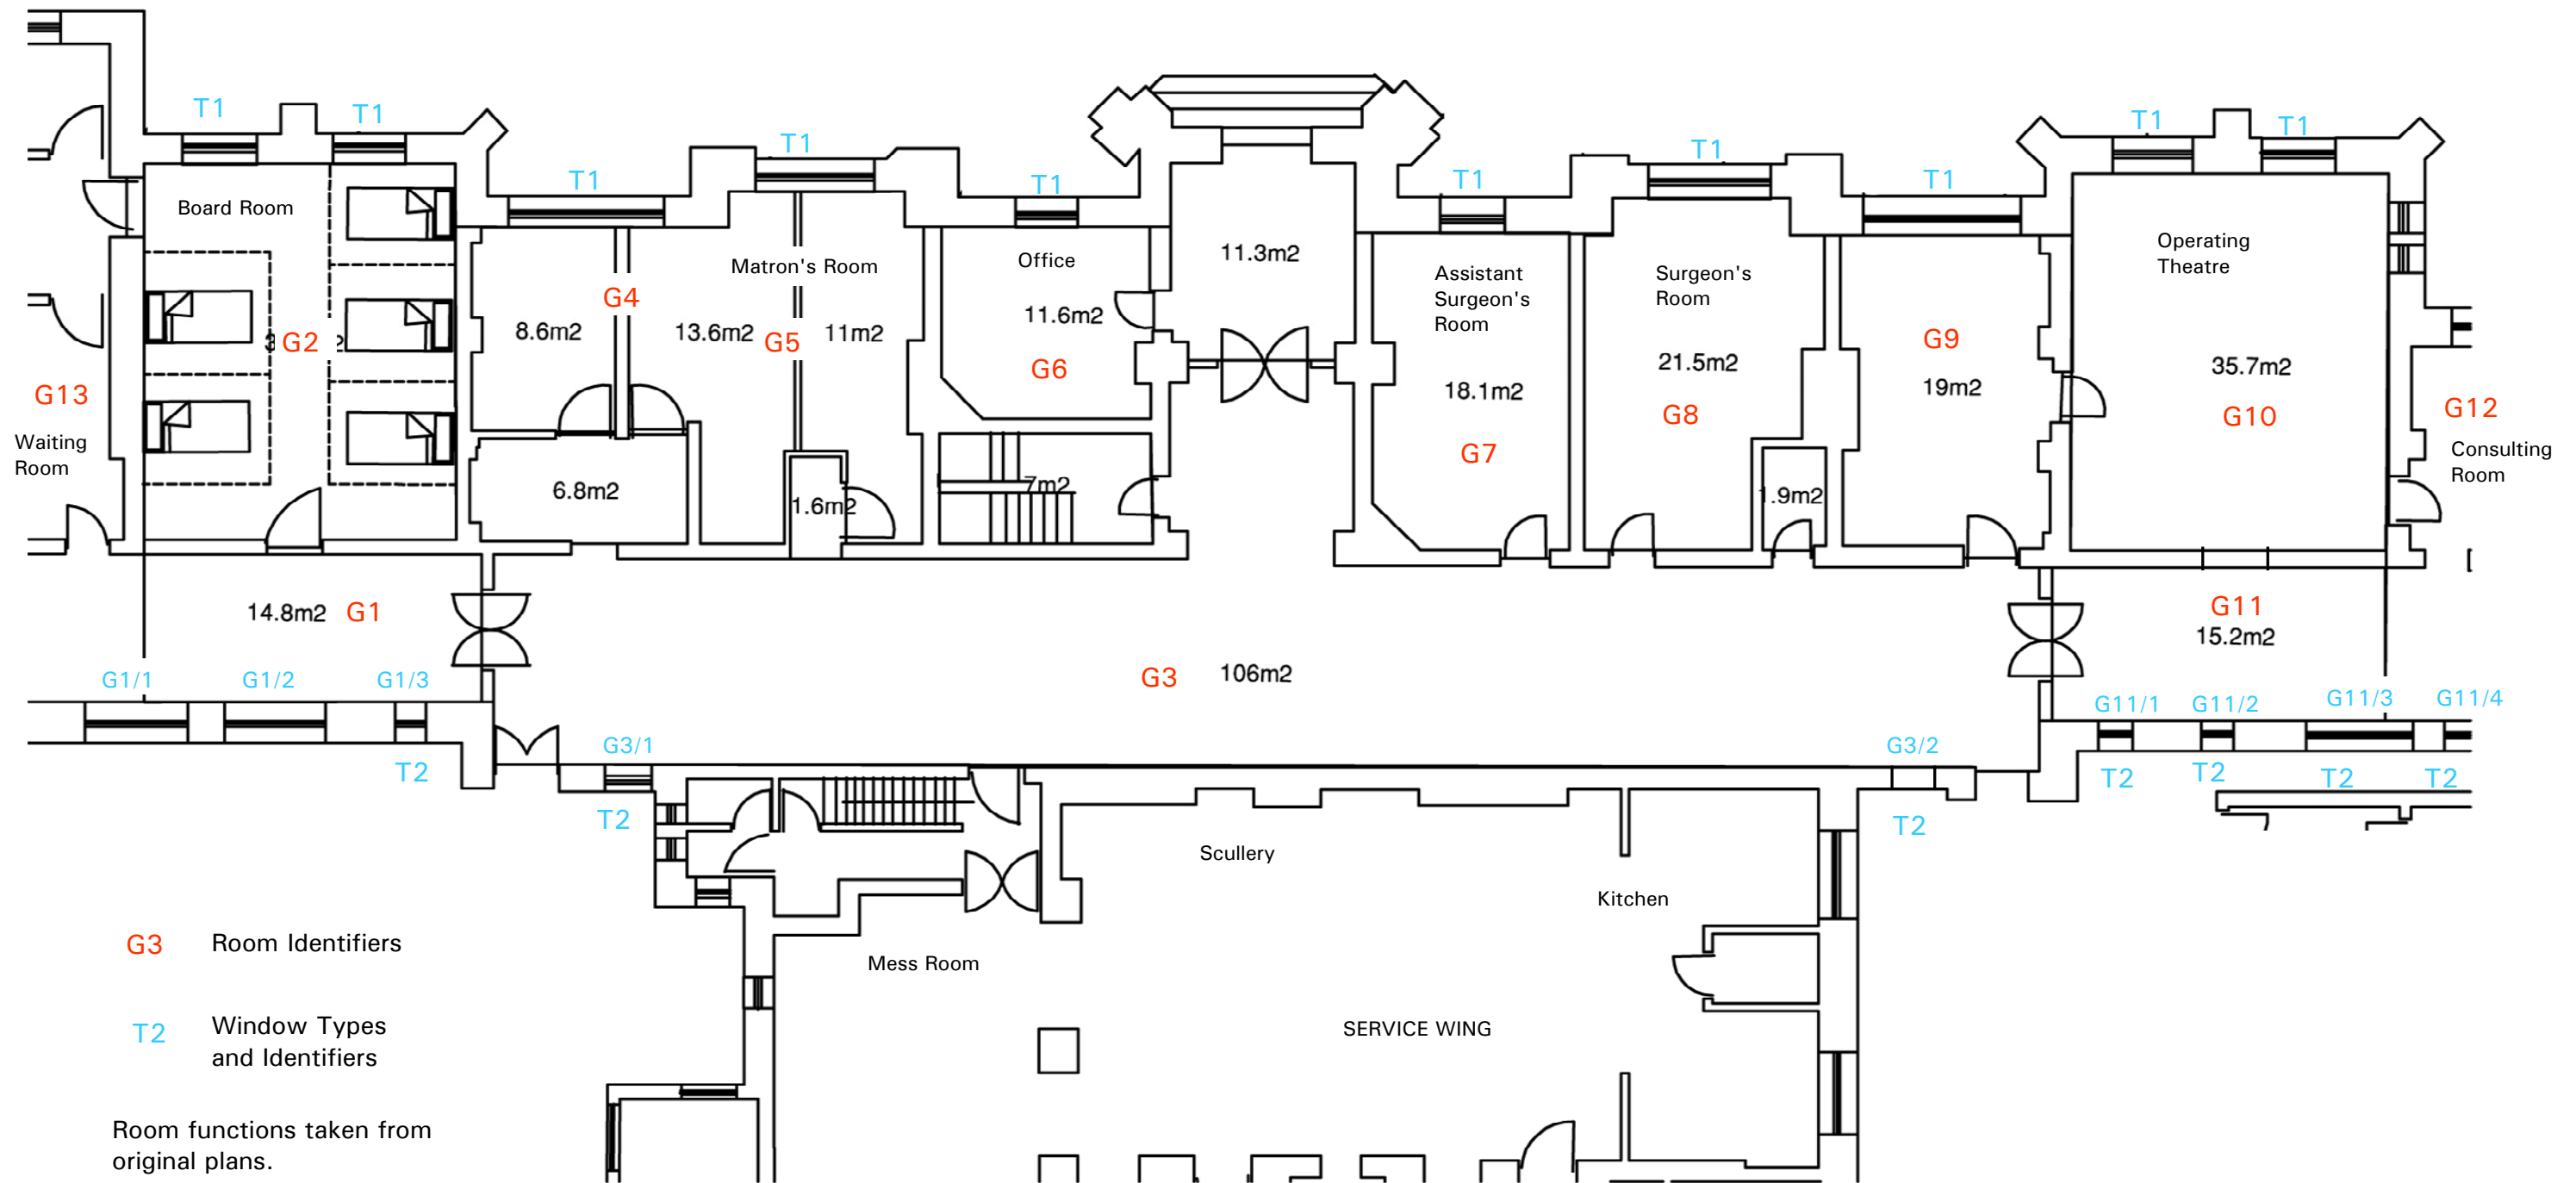 T1
T1
T1
T1
T1
T1
T1
T1
T1
T1
Board Room
Matron's Room
Office
11.3m2
Assistant
Surgeon's
Room
Surgeon's
Room
Operating
Theatre
G4
8.6m2
13.6m2
G5
11m2
11.6m2
G6
G2
G13
Waiting
Room
18.1m2
G7
21.5m2
G8
G9
19m2
35.7m2
G10
G12
Consulting
Room
6.8m2
1.6m2
7m2
1.9m2
14.8m2
G1
G11
15.2m2
G3
106m2
G1/1
G1/2
G1/3
G11/1
G11/2
G11/3
G11/4
T2
G3/1
G3/2
T2
T2
T2
T2
T2
T2
Scullery
Kitchen
Mess Room
SERVICE WING
G3
Room Identifiers
T2
Window Types
and Identifiers
Room functions taken from
original plans.